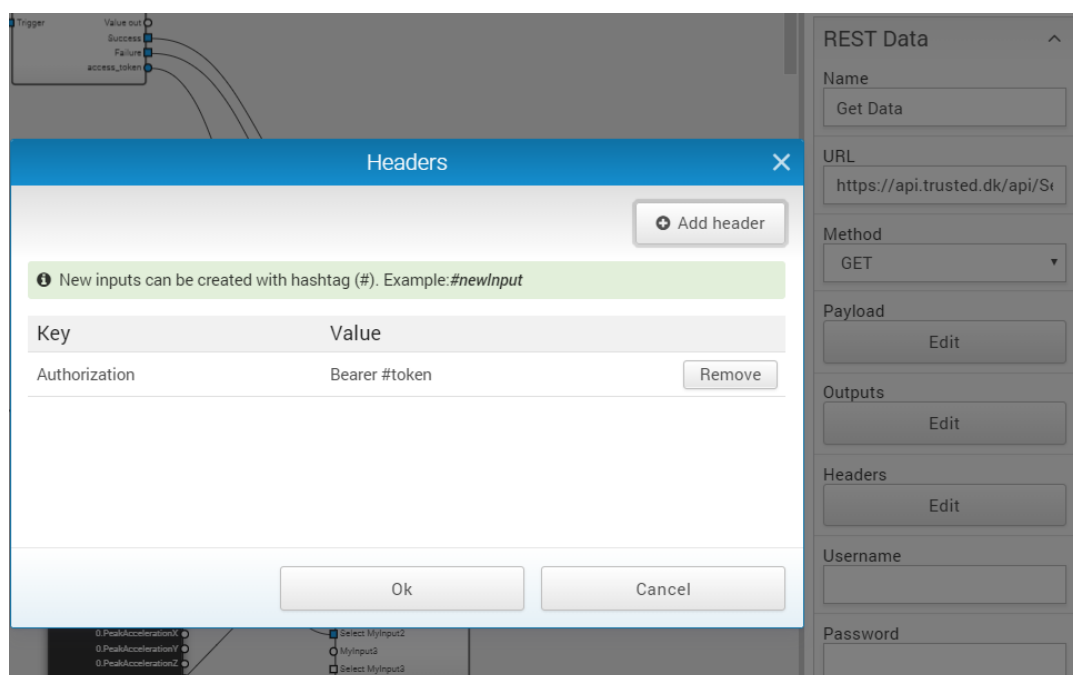 Trigger Value out
Success
Failure
access_token
Headers
Add header
New inputs can be created with hashtag (#). Example:#newInput
Key Value
Authorization Bearer #token Remove
Ok Cancel
0.PeakAccelerationX
0.PeakAccelerationY
0.PeakAccelerationZ
Select MyInput2
MyInput3
Select MyInput3
REST Data
Name
Get Data
URL
https://api.trusted.dk/api/Se
Method
GET
Payload
Edit
Outputs
Edit
Headers
Edit
Username
Password